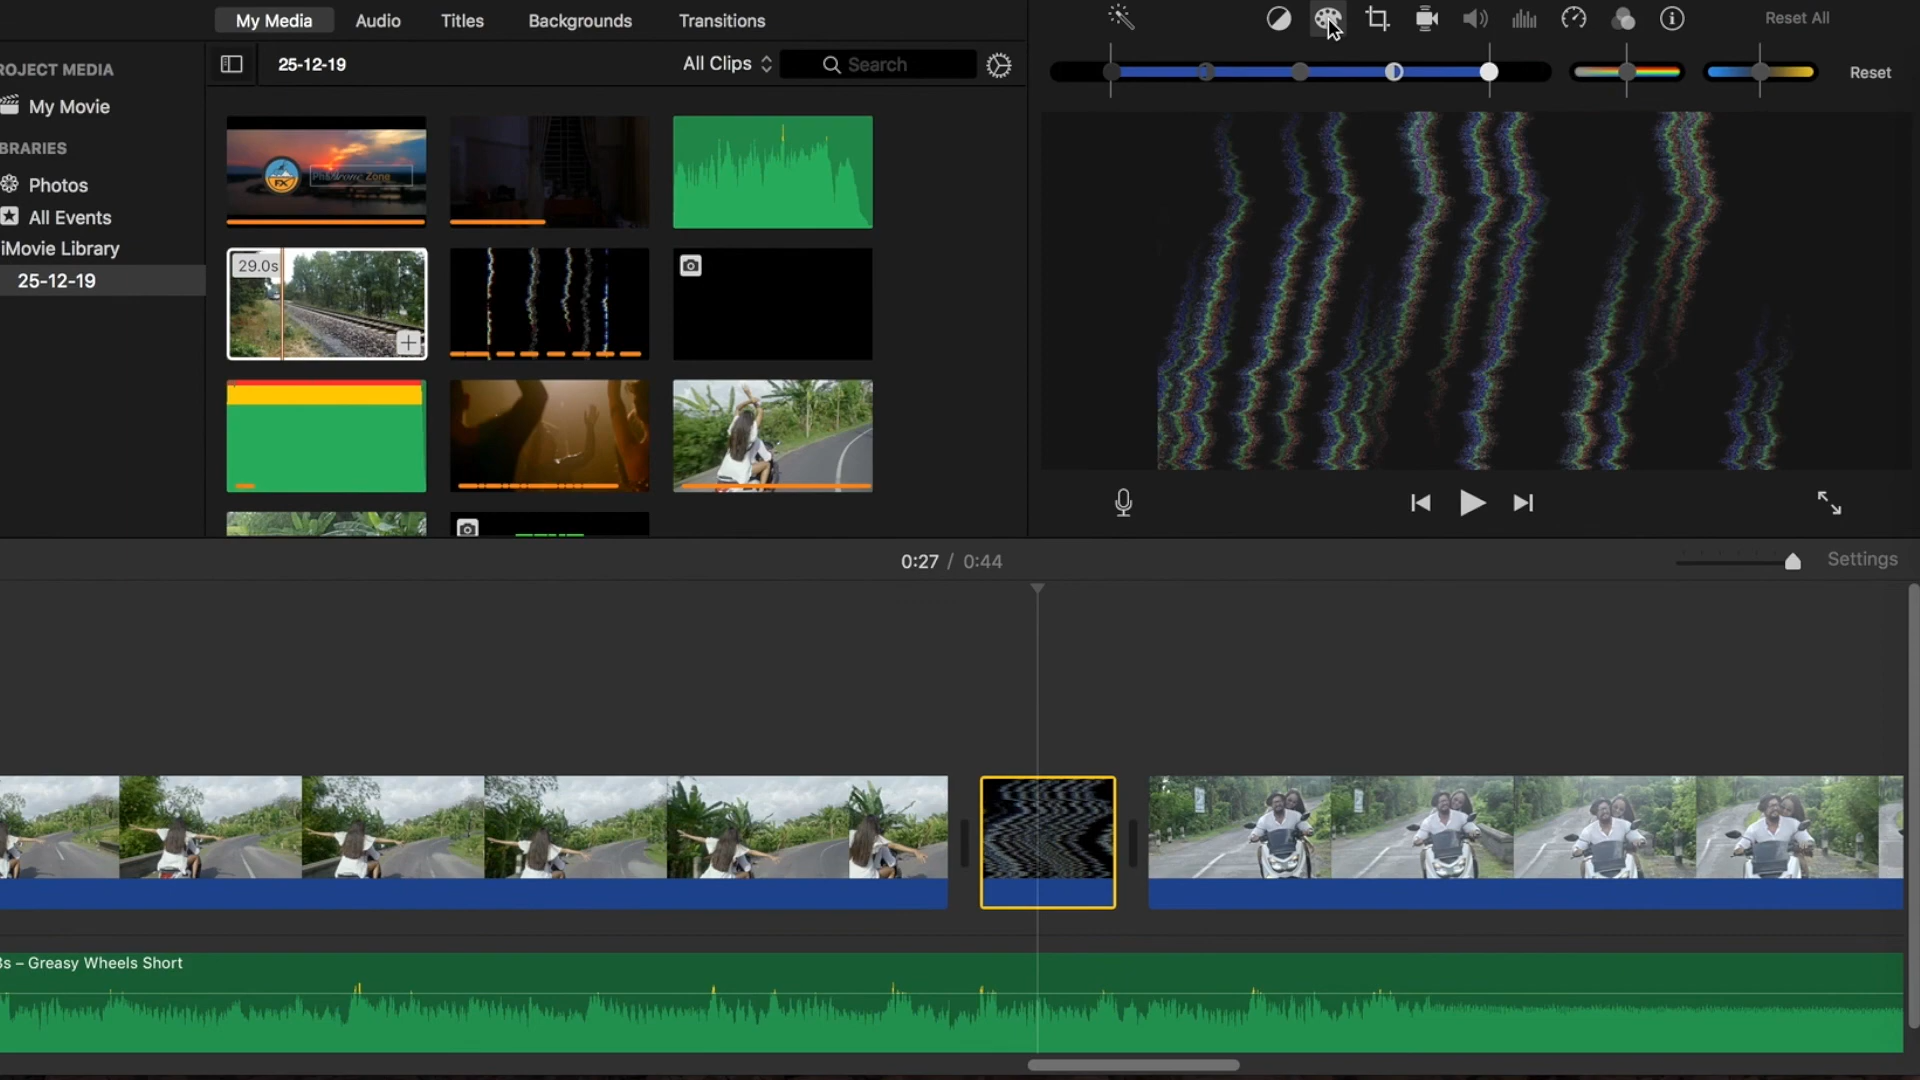 My Media
Audio
Titles
Backgrounds
Transitions
Reset All
ROJECT MEDIA
25-12-19
All Clips
Search
Reset
My Movie
BRARIES
Photos
All Events
iMovie Library
25-12-19
FX
Zone
29.0s
0:27 / 0:44
Settings
3s – Greasy Wheels Short